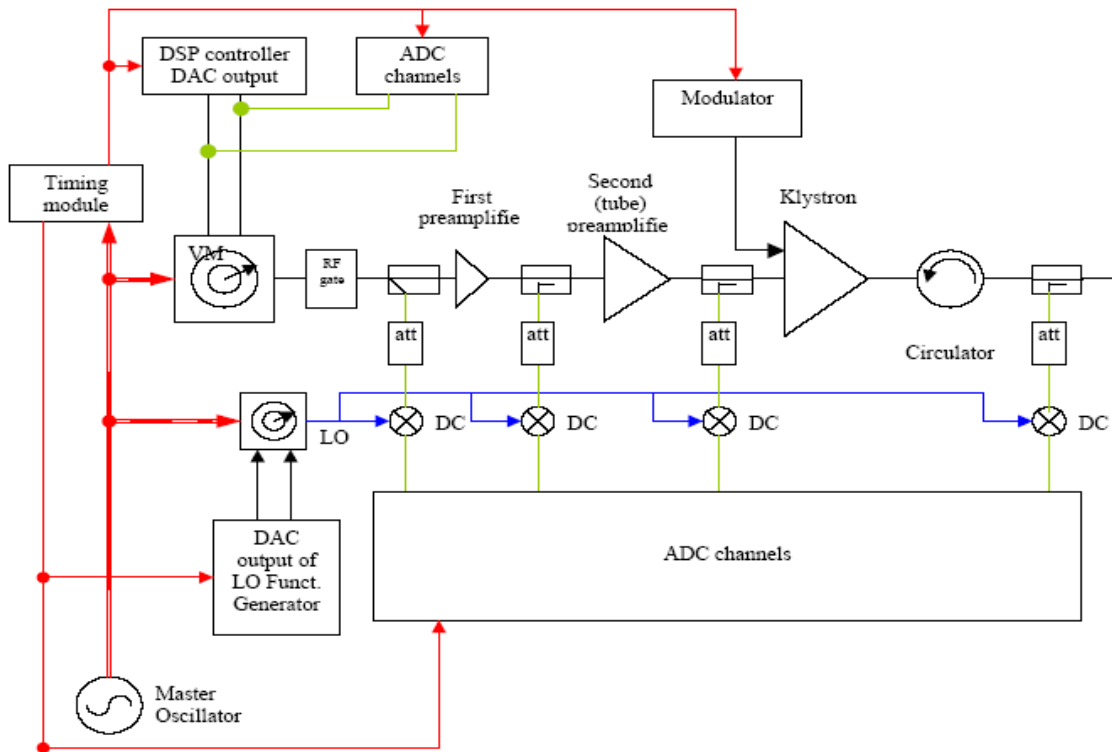 DSP controller
DAC output
ADC
channels
Modulator
Timing
module
First
preamplifie
Second
(tube)
preamplifie
Klystron
VM
RF
gate
att
att
att
att
Circulator
LO
DC
DC
DC
DC
DAC
output of
LO Funct.
Generator
ADC channels
Master
Oscillator